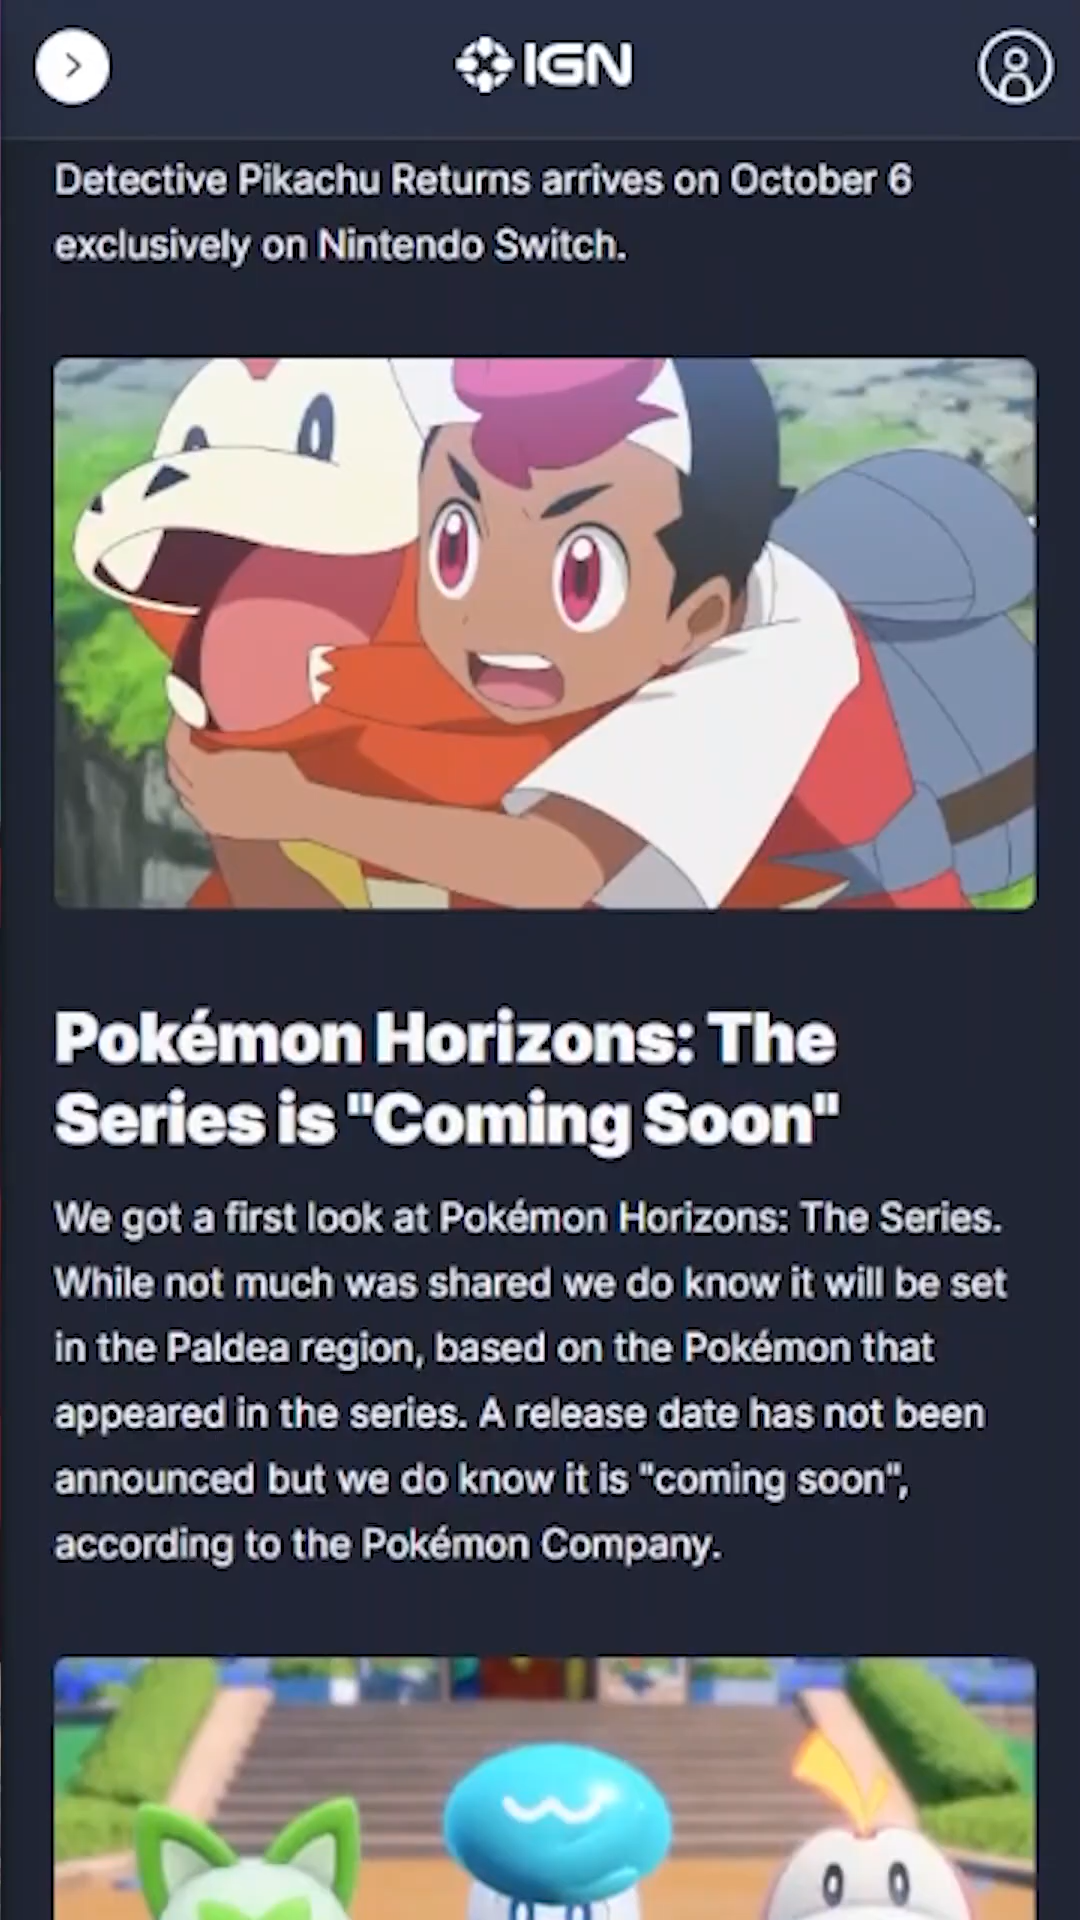 IGN
Detective Pikachu Returns arrives on October 6
exclusively on Nintendo Switch.
Pokémon Horizons: The
Series is "Coming Soon"
We got a first look at Pokémon Horizons: The Series.
While not much was shared we do know it will be set
in the Paldea region, based on the Pokémon that
appeared in the series. A release date has not been
announced but we do know it is "coming soon",
according to the Pokémon Company.